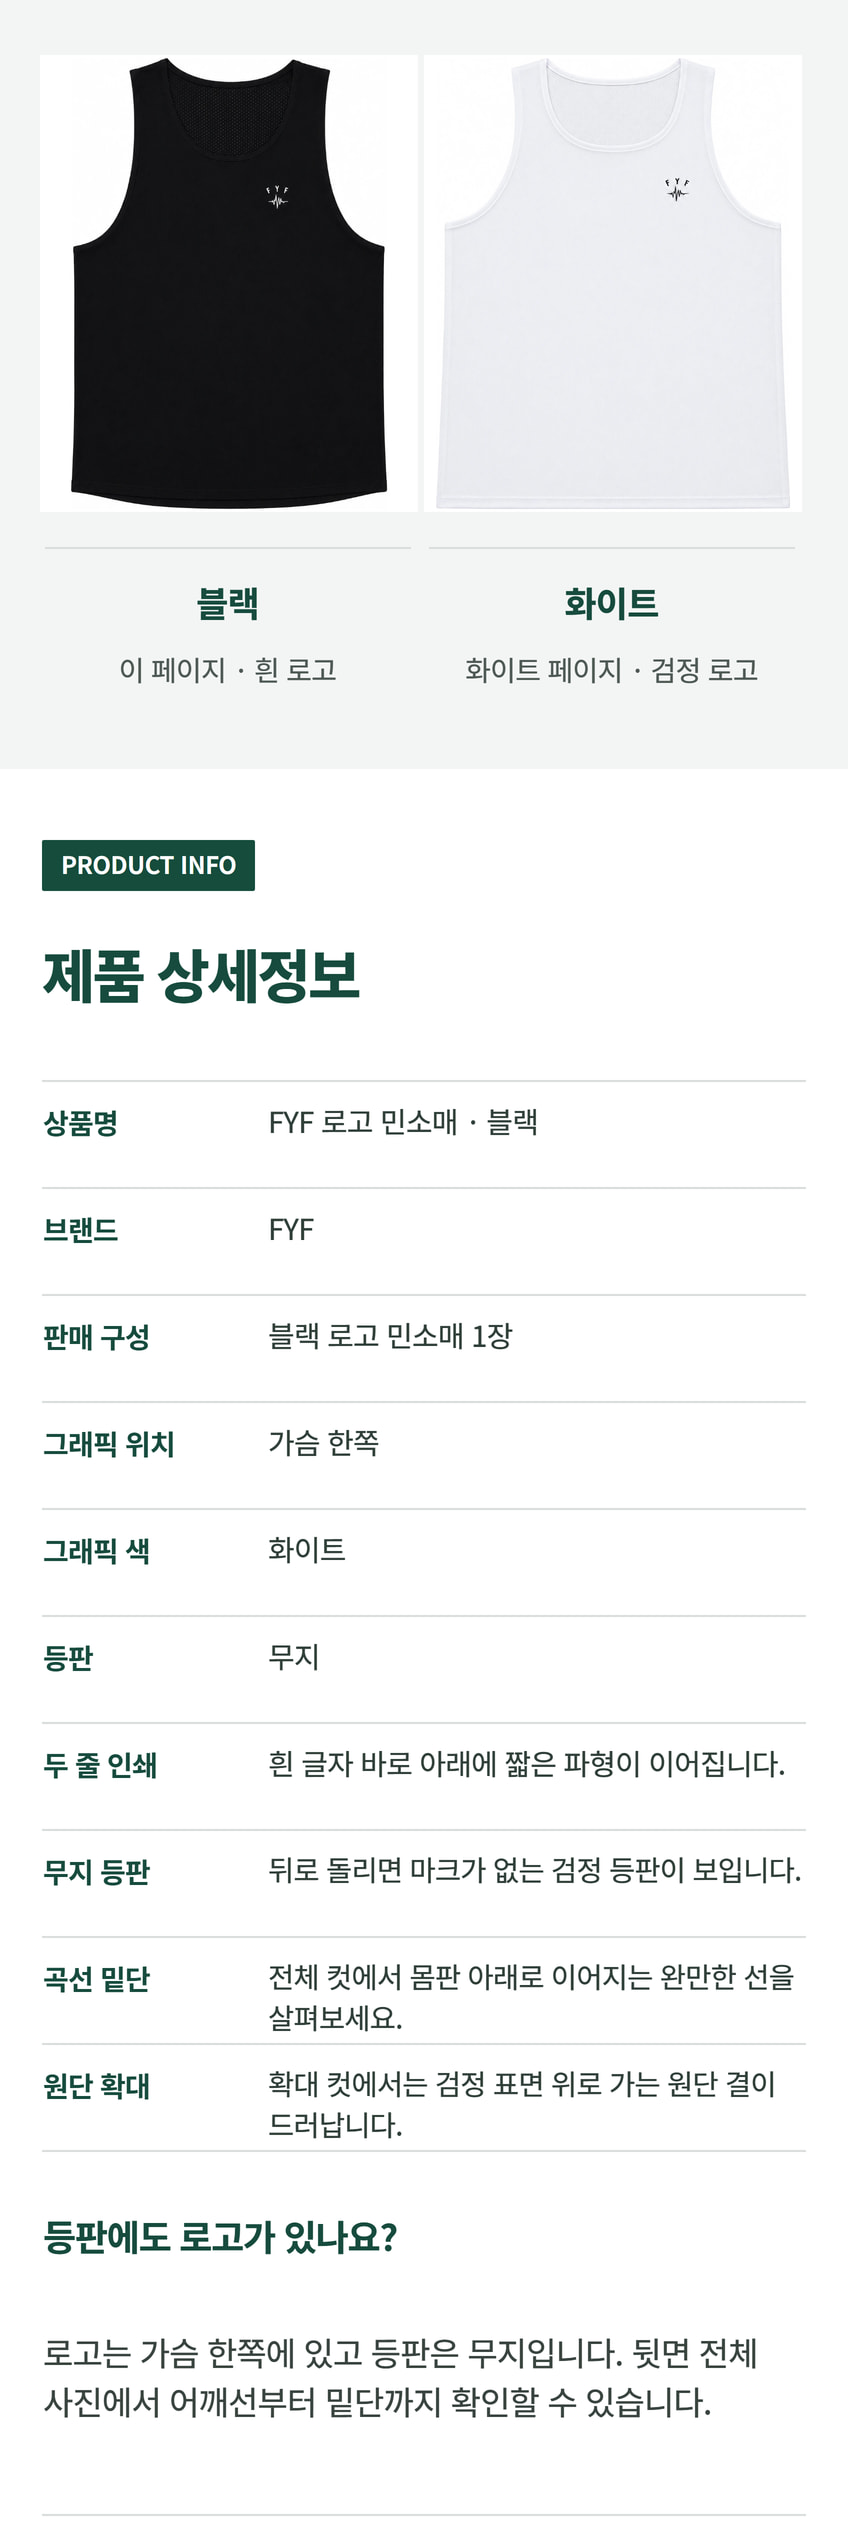 F Y F
F Y F
블랙
화이트
이 페이지 · 흰 로고
화이트 페이지 · 검정 로고
PRODUCT INFO
제품 상세정보
상품명 FYF 로고 민소매 · 블랙
브랜드 FYF
판매 구성 블랙 로고 민소매 1장
그래픽 위치 가슴 한쪽
그래픽 색 화이트
등판 무지
두 줄 인쇄 흰 글자 바로 아래에 짧은 파형이 이어집니다.
무지 등판 뒤로 돌리면 마크가 없는 검정 등판이 보입니다.
곡선 밑단 전체 컷에서 몸판 아래로 이어지는 완만한 선을
살펴보세요.
원단 확대 확대 컷에서는 검정 표면 위로 가는 원단 결이
드러납니다.
등판에도 로고가 있나요?
로고는 가슴 한쪽에 있고 등판은 무지입니다. 뒷면 전체
사진에서 어깨선부터 밑단까지 확인할 수 있습니다.